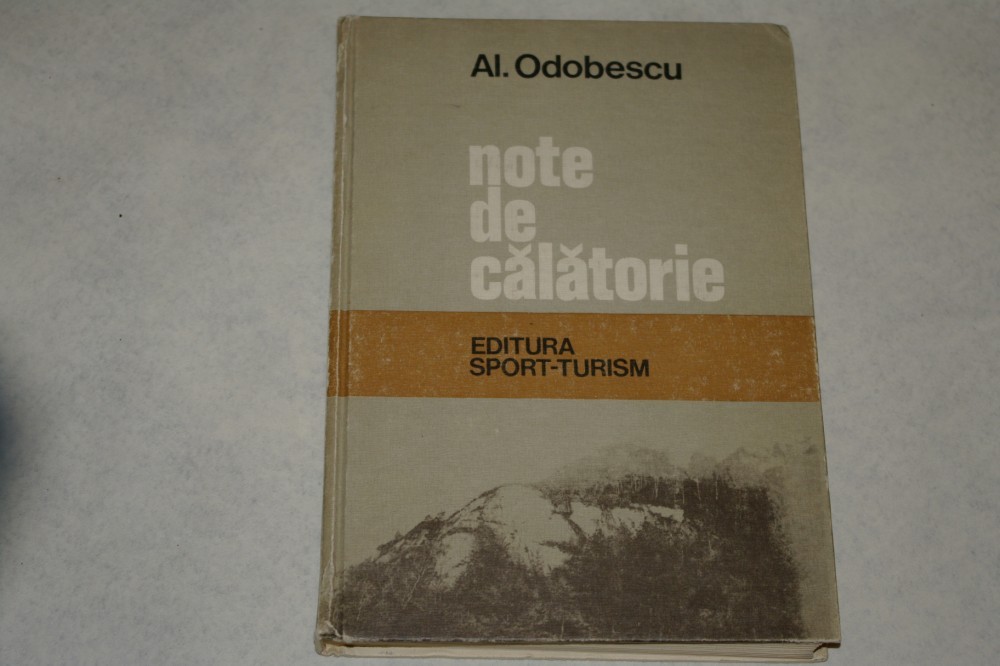 Al. Odobescu
note
de
călătorie
EDITURA
SPORT-TURISM